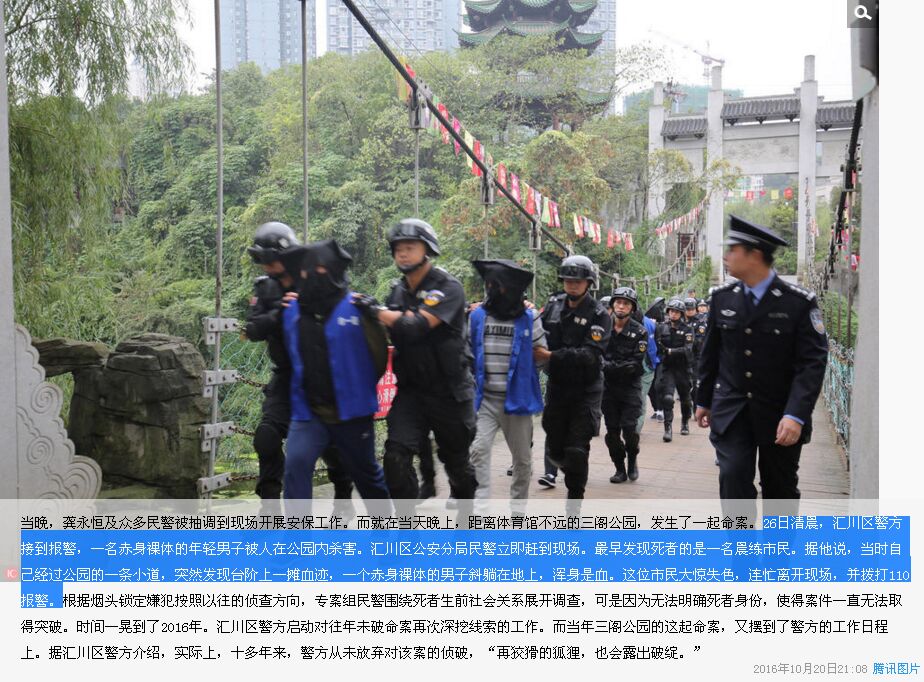 MAXIMUM
当晚，龚永恒及众多民警被抽调到现场开展安保工作。而就在当天晚上，距离体育馆不远的三阁公园，发生了一起命案。26日清晨，汇川区警方
接到报警，一名赤身裸体的年轻男子被人在公园内杀害。汇川区公安分局民警立即赶到现场。最早发现死者的是一名晨练市民。据他说，当时自
己经过公园的一条小道，突然发现台阶上一摊血迹，一个赤身裸体的男子斜躺在地上，浑身是血。这位市民大惊失色，连忙离开现场，并拨打110
报警。根据烟头锁定嫌犯按照以往的侦查方向，专案组民警围绕死者生前社会关系展开调查，可是因为无法明确死者身份，使得案件一直无法取
得突破。时间一晃到了2016年。汇川区警方启动对往年未破命案再次深挖线索的工作。而当年三阁公园的这起命案，又摆到了警方的工作日程
上。据汇川区警方介绍，实际上，十多年来，警方从未放弃对该案的侦破，“再狡猾的狐狸，也会露出破绽。”
2016年10月20日21:08 腾讯图片